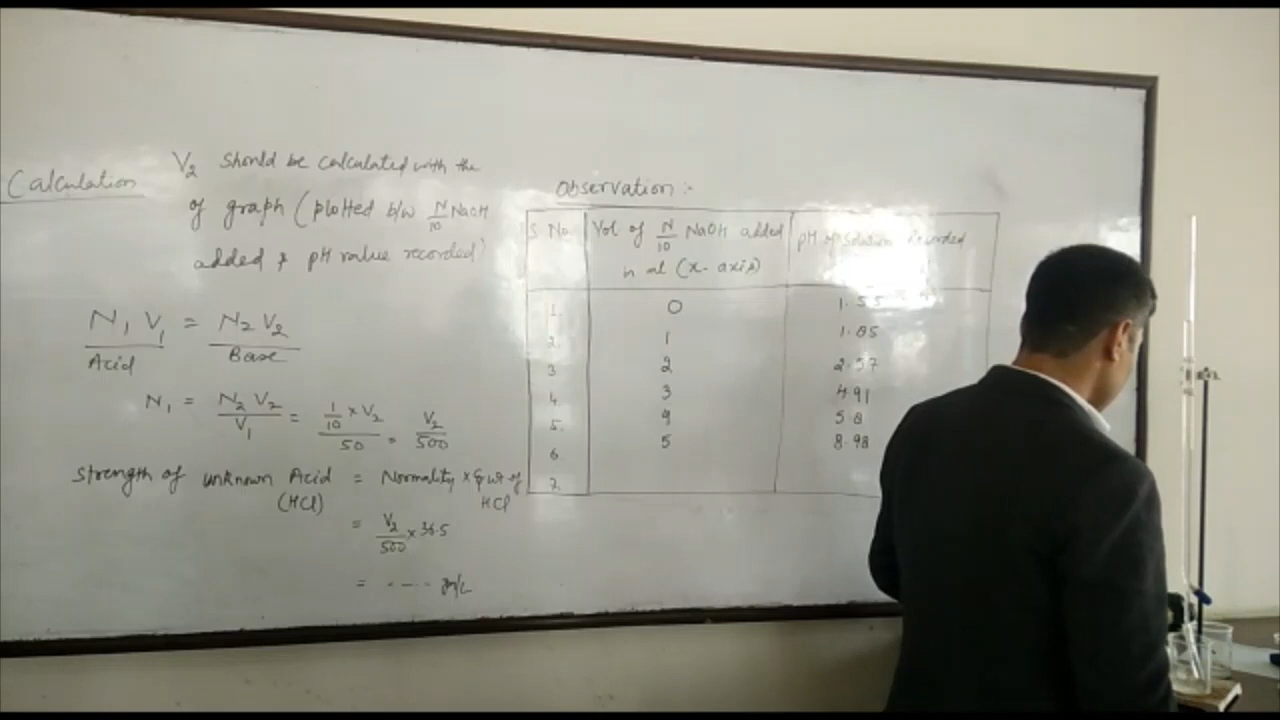 Calculation
V2 should be calculated with the
of graph (plotted b/w N/10 NaOH
added & pH value recorded)
N1 V1 = N2 V2
Acid Base
N1 = N2 V2 / V1 = 1/10 × V2 / 50 = V2/500
Strength of unknown Acid = Normality × Eq wt of
(HCl) HCl
= V2/500 × 36.5
= ---- gm/L
Observation :-
S No. Vol of N/10 NaOH added pH of Solution recorded
in ml (x-axis)
1. 0 1.55
2. 1 1.85
3 2 2.57
4 3 4.91
5. 4 5.8
6. 5 8.98
7.